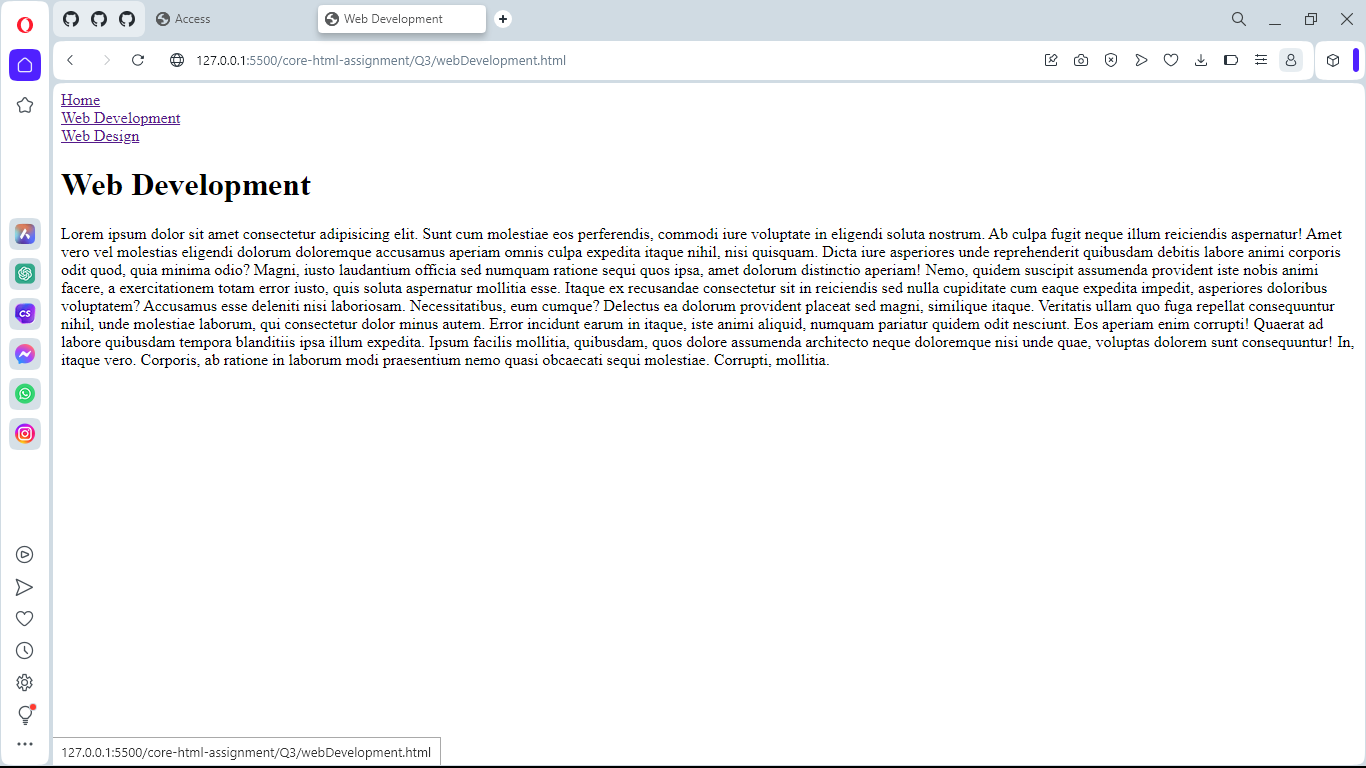 Access
Web Development
127.0.0.1:5500/core-html-assignment/Q3/webDevelopment.html
Home
Web Development
Web Design
Web Development
Lorem ipsum dolor sit amet consectetur adipisicing elit. Sunt cum molestiae eos perferendis, commodi iure voluptate in eligendi soluta nostrum. Ab culpa fugit neque illum reiciendis aspernatur! Amet
vero vel molestias eligendi dolorum doloremque accusamus aperiam omnis culpa expedita itaque nihil, nisi quisquam. Dicta iure asperiores unde reprehenderit quibusdam debitis labore animi corporis
odit quod, quia minima odio? Magni, iusto laudantium officia sed numquam ratione sequi quos ipsa, amet dolorum distinctio aperiam! Nemo, quidem suscipit assumenda provident iste nobis animi
facere, a exercitationem totam error iusto, quis soluta aspernatur mollitia esse. Itaque ex recusandae consectetur sit in reiciendis sed nulla cupiditate cum eaque expedita impedit, asperiores doloribus
voluptatem? Accusamus esse deleniti nisi laboriosam. Necessitatibus, eum cumque? Delectus ea dolorum provident placeat sed magni, similique itaque. Veritatis ullam quo fuga repellat consequuntur
nihil, unde molestiae laborum, qui consectetur dolor minus autem. Error incidunt earum in itaque, iste animi aliquid, numquam pariatur quidem odit nesciunt. Eos aperiam enim corrupti! Quaerat ad
labore quibusdam tempora blanditiis ipsa illum expedita. Ipsum facilis mollitia, quibusdam, quos dolore assumenda architecto neque doloremque nisi unde quae, voluptas dolorem sunt consequuntur! In,
itaque vero. Corporis, ab ratione in laborum modi praesentium nemo quasi obcaecati sequi molestiae. Corrupti, mollitia.
CS
127.0.0.1:5500/core-html-assignment/Q3/webDevelopment.html